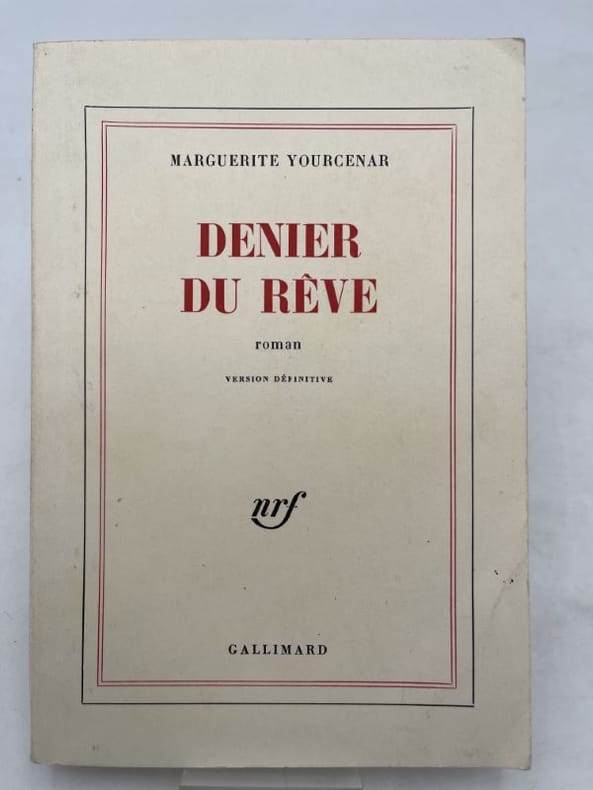 MARGUERITE YOURCENAR
DENIER
DU RÊVE
roman
VERSION DÉFINITIVE
nrf
GALLIMARD